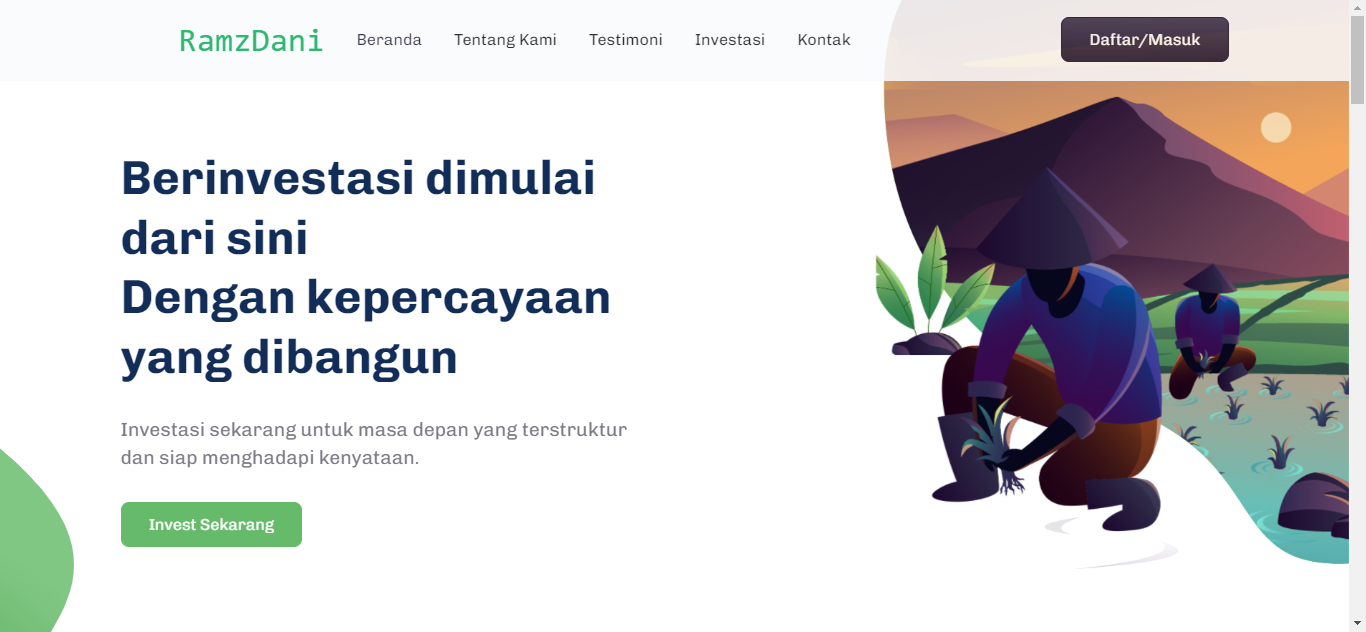 RamzDani
Beranda
Tentang Kami
Testimoni
Investasi
Kontak
Daftar/Masuk
Berinvestasi dimulai
dari sini
Dengan kepercayaan
yang dibangun
Investasi sekarang untuk masa depan yang terstruktur
dan siap menghadapi kenyataan.
Invest Sekarang